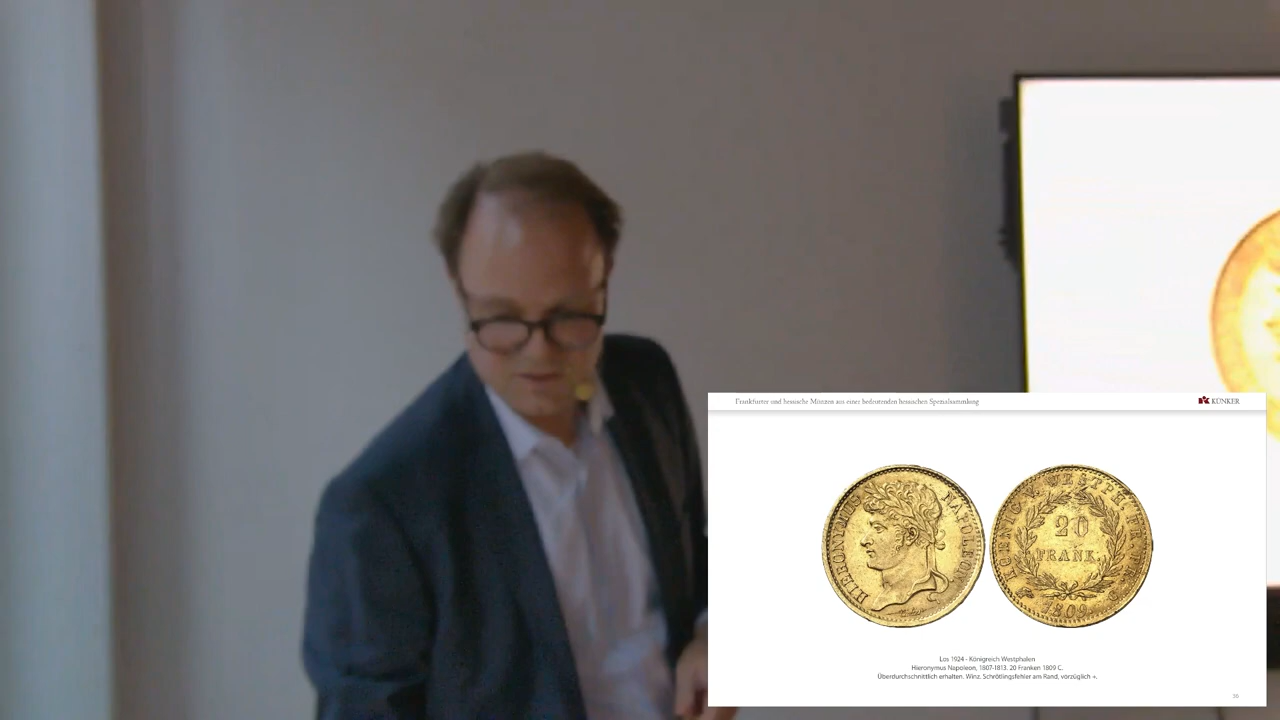 Frankfurter und hessische Münzen aus einer bedeutenden hessischen Spezialsammlung
KÜNKER
HIERONYMUS NAPOLEON
KOENIG V. WESTPH. FR. PR.
20
FRANK.
1809. C
Los 1924 - Königreich Westphalen
Hieronymus Napoleon, 1807-1813. 20 Franken 1809 C.
Überdurchschnittlich erhalten. Winz. Schrötlingsfehler am Rand, vorzüglich +.